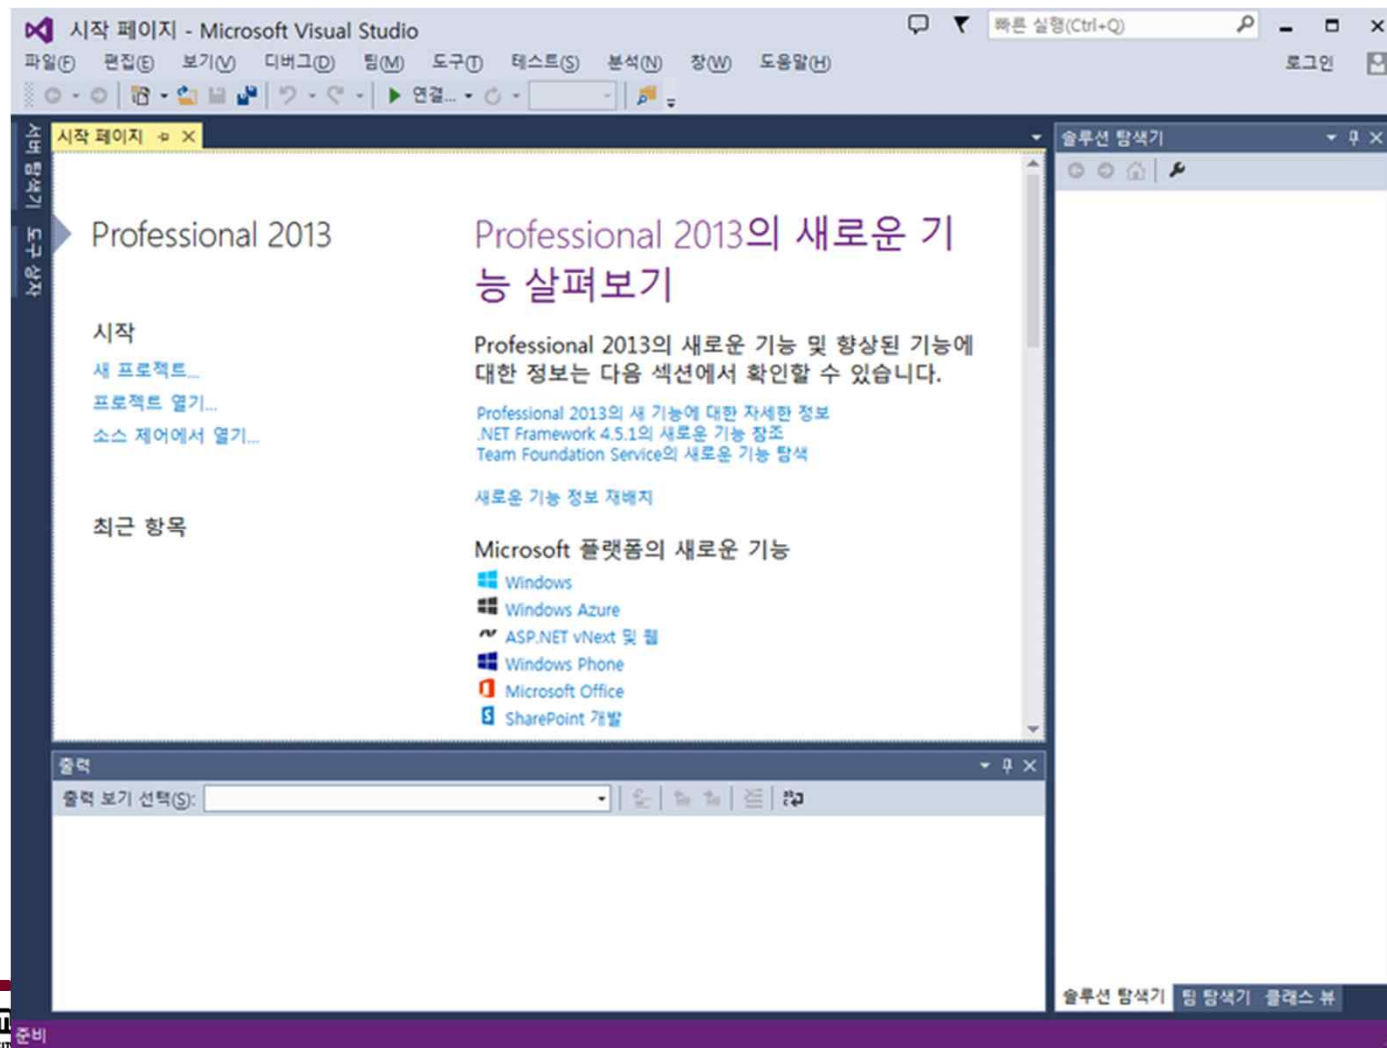 시작 페이지 - Microsoft Visual Studio
빠른 실행(Ctrl+Q)
파일(F) 편집(E) 보기(V) 디버그(D) 팀(M) 도구(T) 테스트(S) 분석(N) 창(W) 도움말(H)
로그인
연결...
서버 탐색기
도구 상자
시작 페이지
솔루션 탐색기
Professional 2013
시작
새 프로젝트...
프로젝트 열기...
소스 제어에서 열기...
최근 항목
Professional 2013의 새로운 기
능 살펴보기
Professional 2013의 새로운 기능 및 향상된 기능에
대한 정보는 다음 섹션에서 확인할 수 있습니다.
Professional 2013의 새 기능에 대한 자세한 정보
.NET Framework 4.5.1의 새로운 기능 참조
Team Foundation Service의 새로운 기능 탐색
새로운 기능 정보 재배치
Microsoft 플랫폼의 새로운 기능
Windows
Windows Azure
ASP.NET vNext 및 웹
Windows Phone
Microsoft Office
SharePoint 개발
출력
출력 보기 선택(S):
솔루션 탐색기 팀 탐색기 클래스 뷰
준비